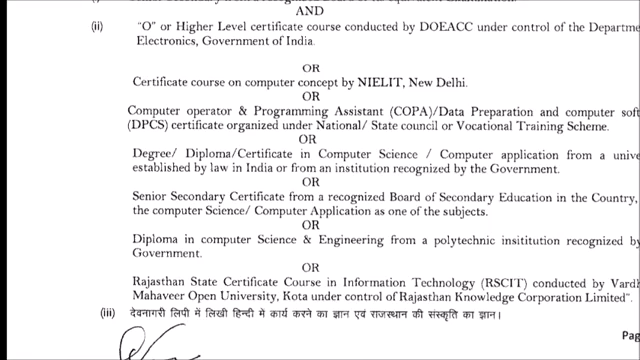 AND
(ii) "O" or Higher Level certificate course conducted by DOEACC under control of the Departme
Electronics, Government of India.
OR
Certificate course on computer concept by NIELIT, New Delhi.
OR
Computer operator & Programming Assistant (COPA)/Data Preparation and computer soft
(DPCS) certificate organized under National/ State council or Vocational Training Scheme.
OR
Degree/ Diploma/Certificate in Computer Science / Computer application from a unive
established by law in India or from an institution recognized by the Government.
OR
Senior Secondary Certificate from a recognized Board of Secondary Education in the Country,
the computer Science/ Computer Application as one of the subjects.
OR
Diploma in computer Science & Engineering from a polytechnic insititution recognized by
Government.
OR
Rajasthan State Certificate Course in Information Technology (RSCIT) conducted by Vardh
Mahaveer Open University, Kota under control of Rajasthan Knowledge Corporation Limited".
(iii) देवनागरी लिपी में लिखी हिन्दी में कार्य करने का ज्ञान एवं राजस्थान की संस्कृति का ज्ञान।
Pag